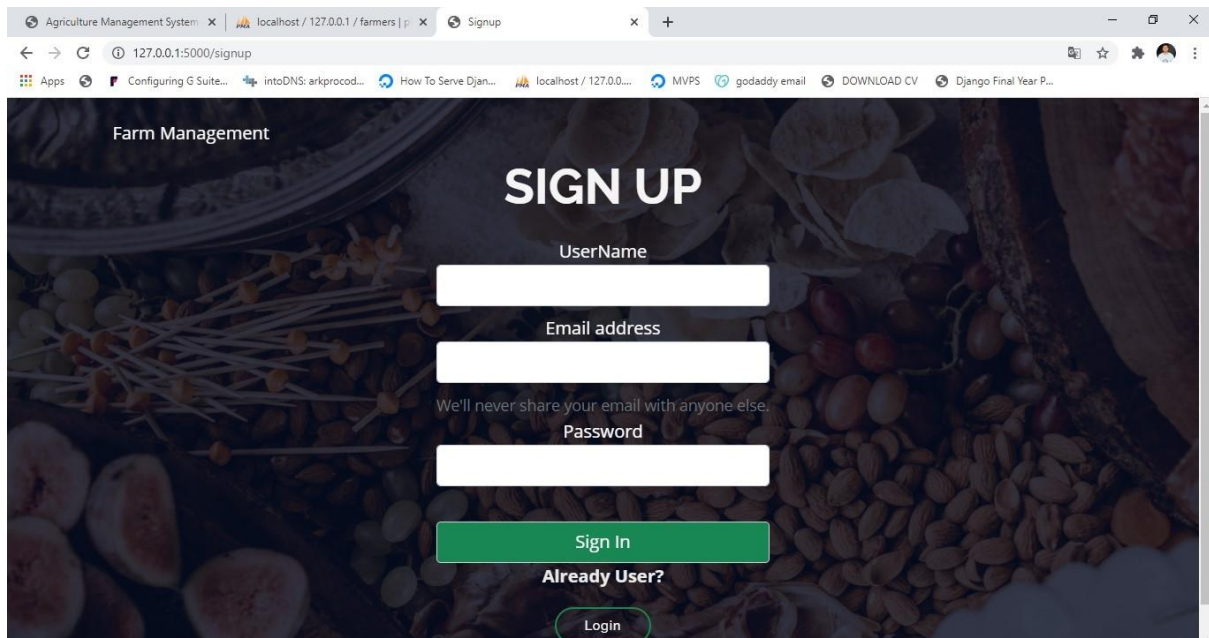 Agriculture Management System
localhost / 127.0.0.1 / farmers | p
Signup
127.0.0.1:5000/signup
Apps
Configuring G Suite...
intoDNS: arkprocod...
How To Serve Djan...
localhost / 127.0.0....
MVPS
godaddy email
DOWNLOAD CV
Django Final Year P...
Farm Management
SIGN UP
UserName
Email address
We'll never share your email with anyone else.
Password
Sign In
Already User?
Login